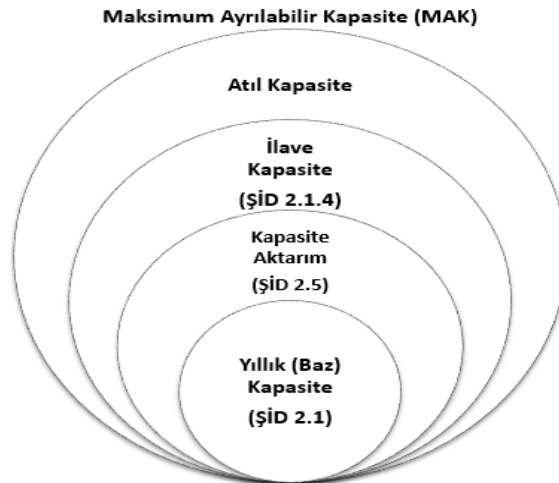 Maksimum Ayrılabilir Kapasite (MAK)
Atıl Kapasite
İlave
Kapasite
(ŞİD 2.1.4)
Kapasite
Aktarım
(ŞİD 2.5)
Yıllık (Baz)
Kapasite
(ŞİD 2.1)